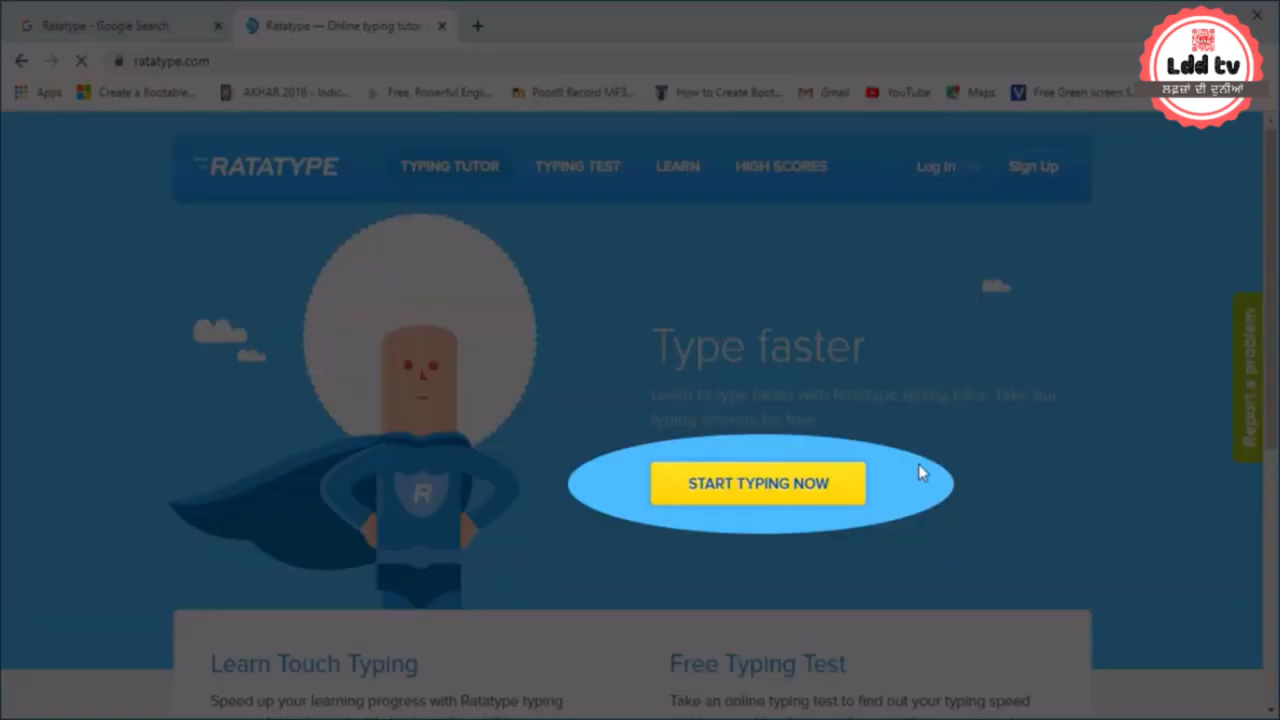 Ratatype - Google Search
Ratatype — Online typing tutor
ratatype.com
Apps
Create a Bootable...
AKHAR 2016 - Indic...
Free, Powerful Engi...
Poodll Record MP3...
How to Create Boot...
Gmail
YouTube
Maps
Free Green screen S...
Ldd tv
ਲਫ਼ਜ਼ਾਂ ਦੀ ਦੁਨੀਆਂ
RATATYPE
TYPING TUTOR
TYPING TEST
LEARN
HIGH SCORES
Log In
Sign Up
R
Type faster
Learn to type faster with Ratatype typing tutor. Take our
typing lessons for free.
START TYPING NOW
Report a problem
Learn Touch Typing
Speed up your learning progress with Ratatype typing
Free Typing Test
Take an online typing test to find out your typing speed